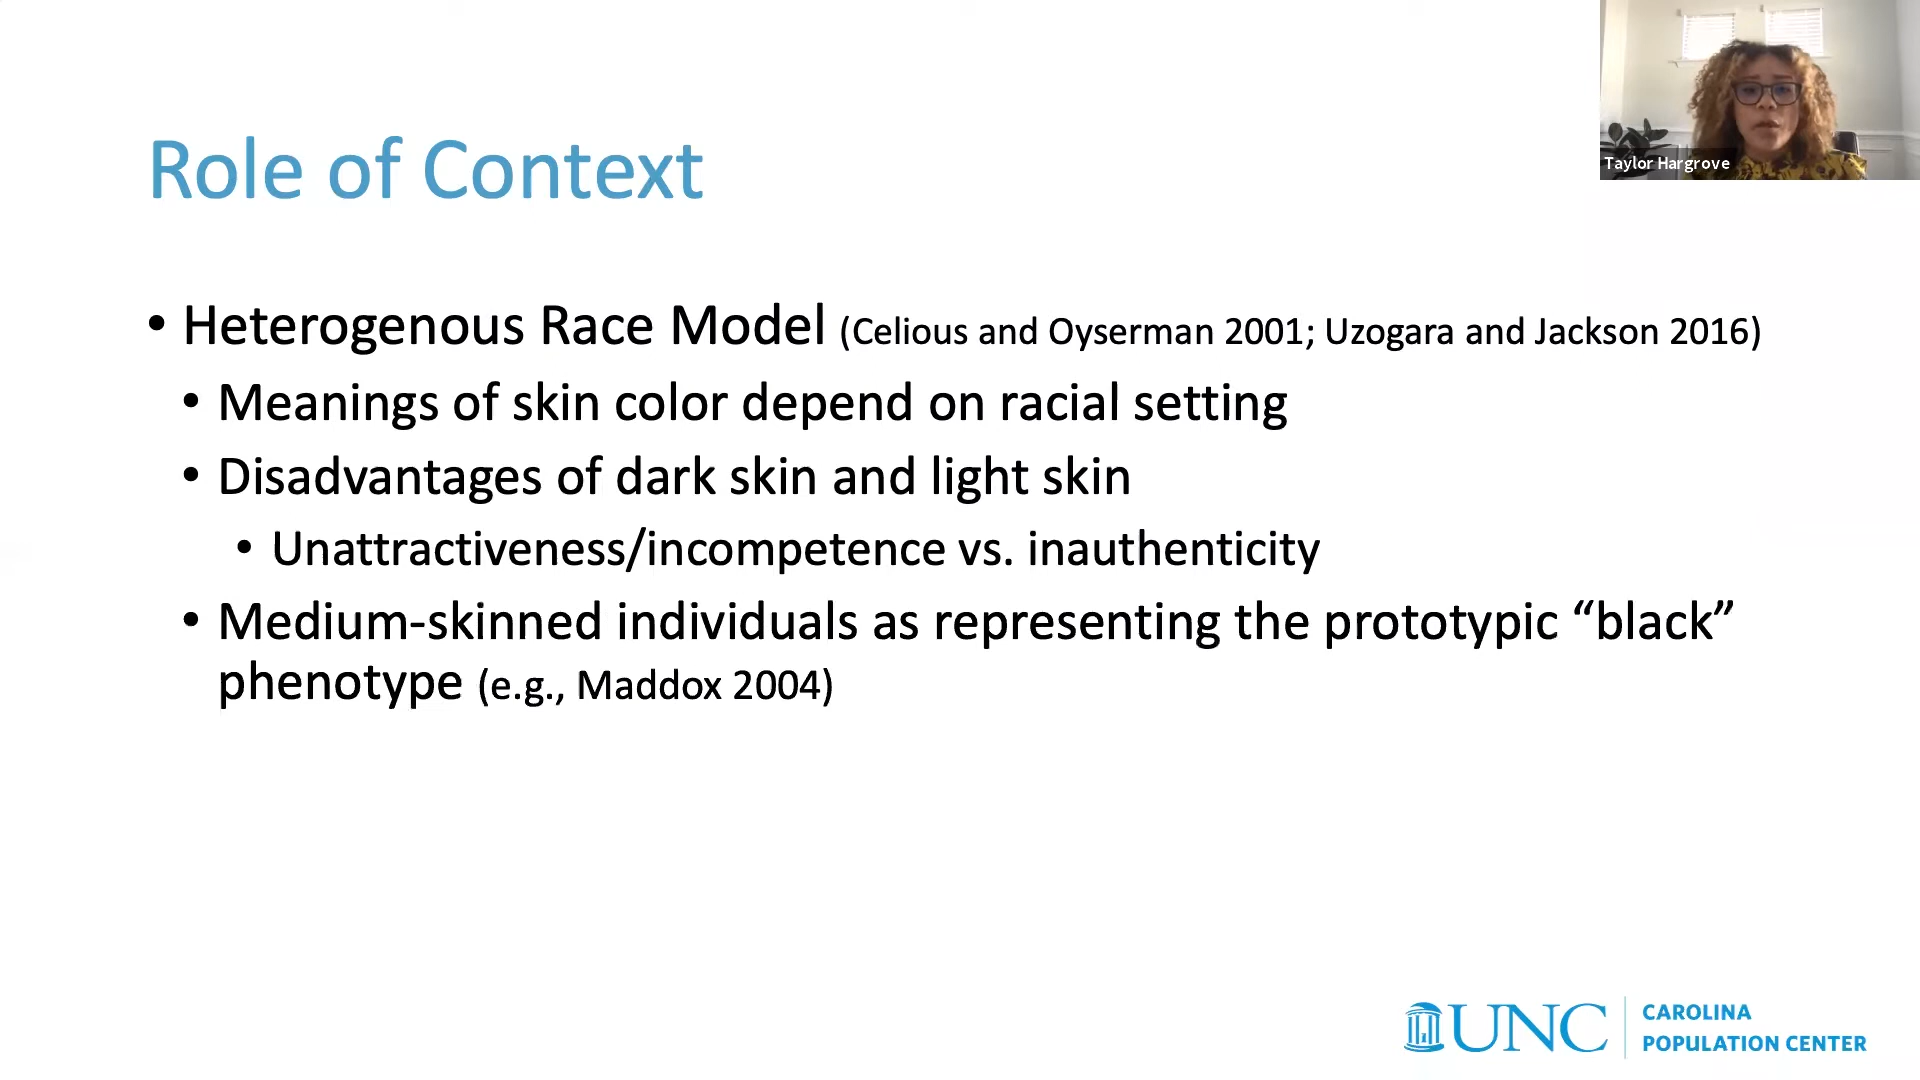 Taylor Hargrove
Role of Context
• Heterogenous Race Model (Celious and Oyserman 2001; Uzogara and Jackson 2016)
• Meanings of skin color depend on racial setting
• Disadvantages of dark skin and light skin
• Unattractiveness/incompetence vs. inauthenticity
• Medium-skinned individuals as representing the prototypic “black”
phenotype (e.g., Maddox 2004)
UNC
CAROLINA
POPULATION CENTER